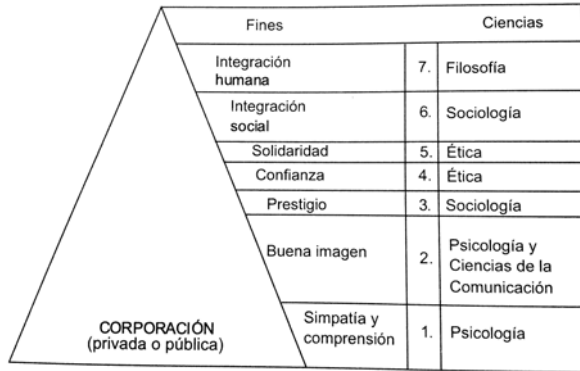 Fines Ciencias
Integración
humana 7. Filosofía
Integración
social 6. Sociología
Solidaridad 5. Ética
Confianza 4. Ética
Prestigio 3. Sociología
Buena imagen 2. Psicología y
Ciencias de la
Comunicación
Simpatía y
comprensión 1. Psicología
CORPORACIÓN
(privada o pública)